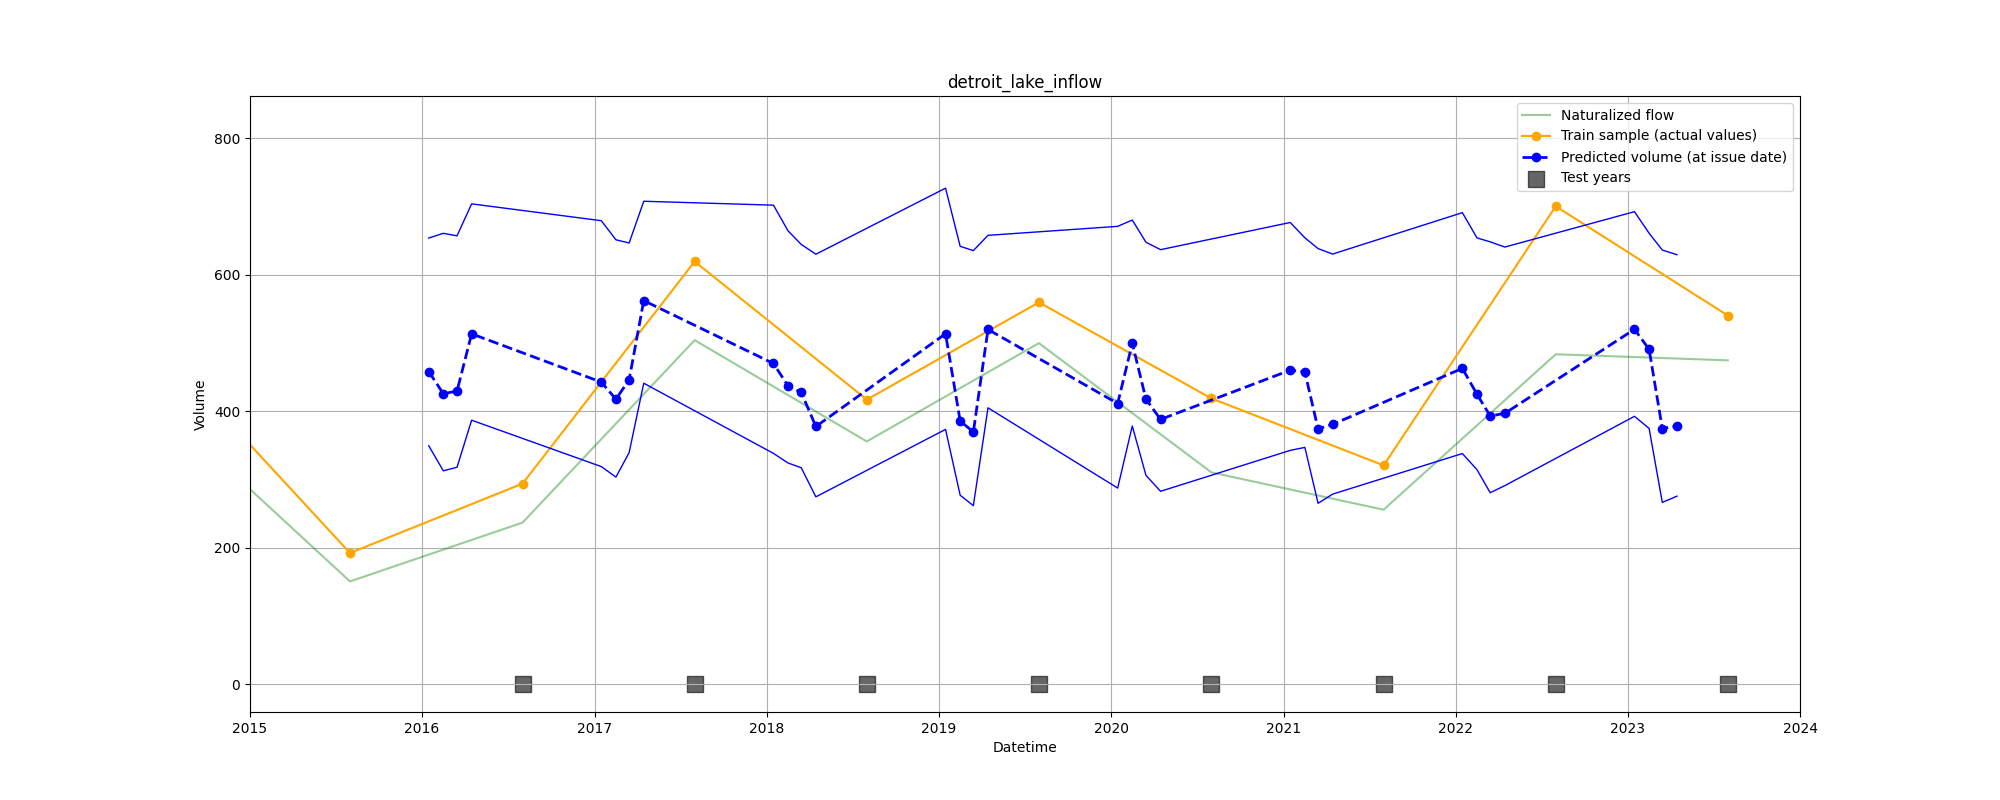 detroit_lake_inflow
Naturalized flow
Train sample (actual values)
Predicted volume (at issue date)
Test years
800
600
400
200
0
Volume
2015 2016 2017 2018 2019 2020 2021 2022 2023 2024
Datetime